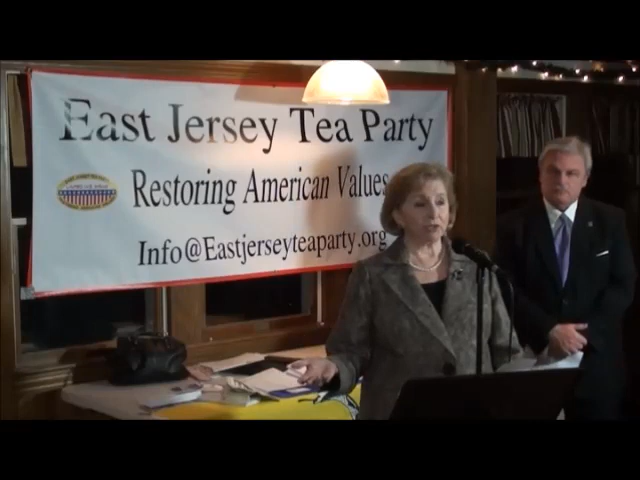 East Jersey Tea Party
Restoring American Values
Info@Eastjerseyteaparty.org